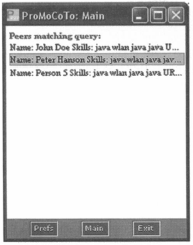 ProMoCoTo: Main
Peers matching query:
Name: John Doe Skills: java wlan java java U...
Name: Peter Hanson Skills: java wlan java ja...
Name: Person 5 Skills: java wlan java java UR...
Prefs Main Exit